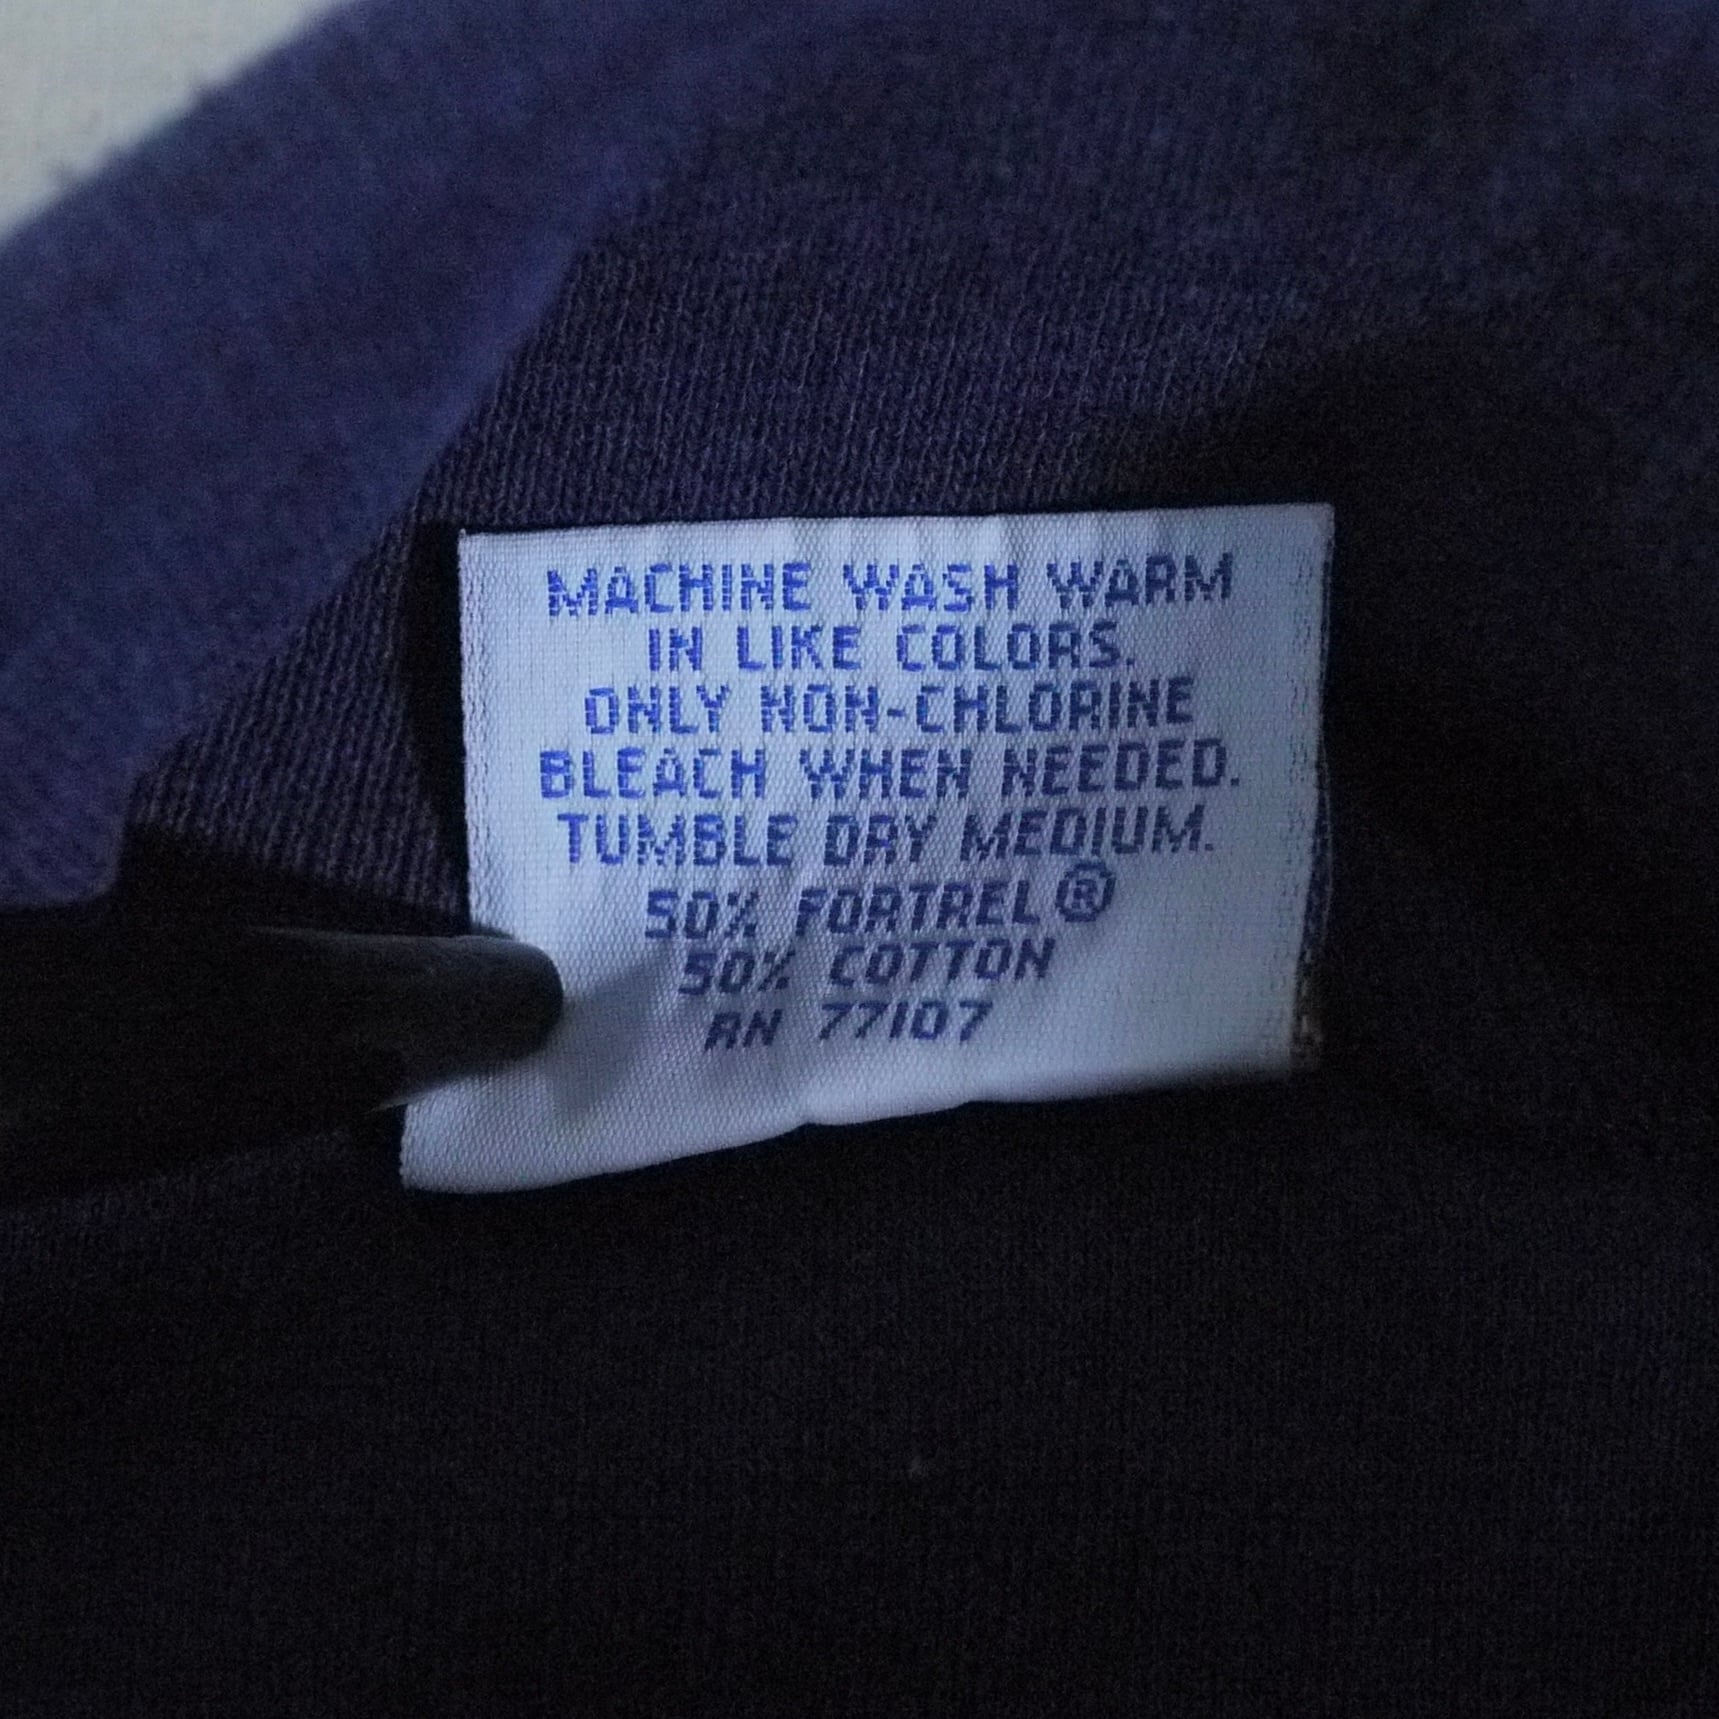 MACHINE WASH WARM
IN LIKE COLORS.
ONLY NON-CHLORINE
BLEACH WHEN NEEDED.
TUMBLE DRY MEDIUM.
50% FORTREL®
50% COTTON
RN 77107